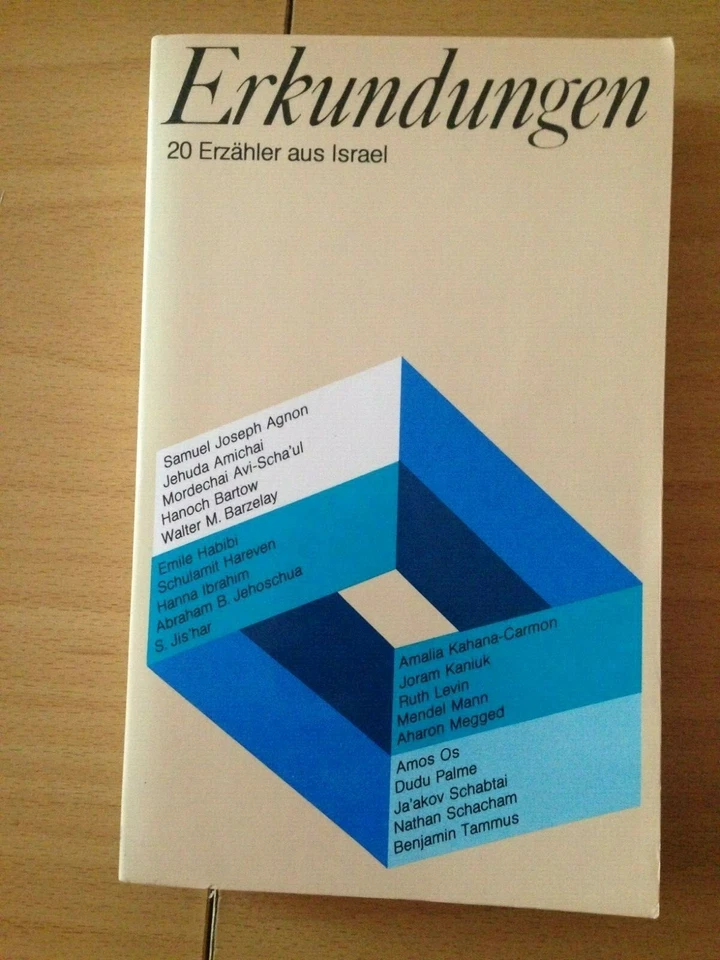 Erkundungen
20 Erzähler aus Israel
Samuel Joseph Agnon
Jehuda Amichai
Mordechai Avi-Scha'ul
Hanoch Bartow
Walter M. Barzelay
Emile Habibi
Schulamit Hareven
Hanna Ibrahim
Abraham B. Jehoschua
S. Jis'har
Amalia Kahana-Carmon
Joram Kaniuk
Ruth Levin
Mendel Mann
Aharon Megged
Amos Os
Dudu Palme
Ja'akov Schabtai
Nathan Schacham
Benjamin Tammus